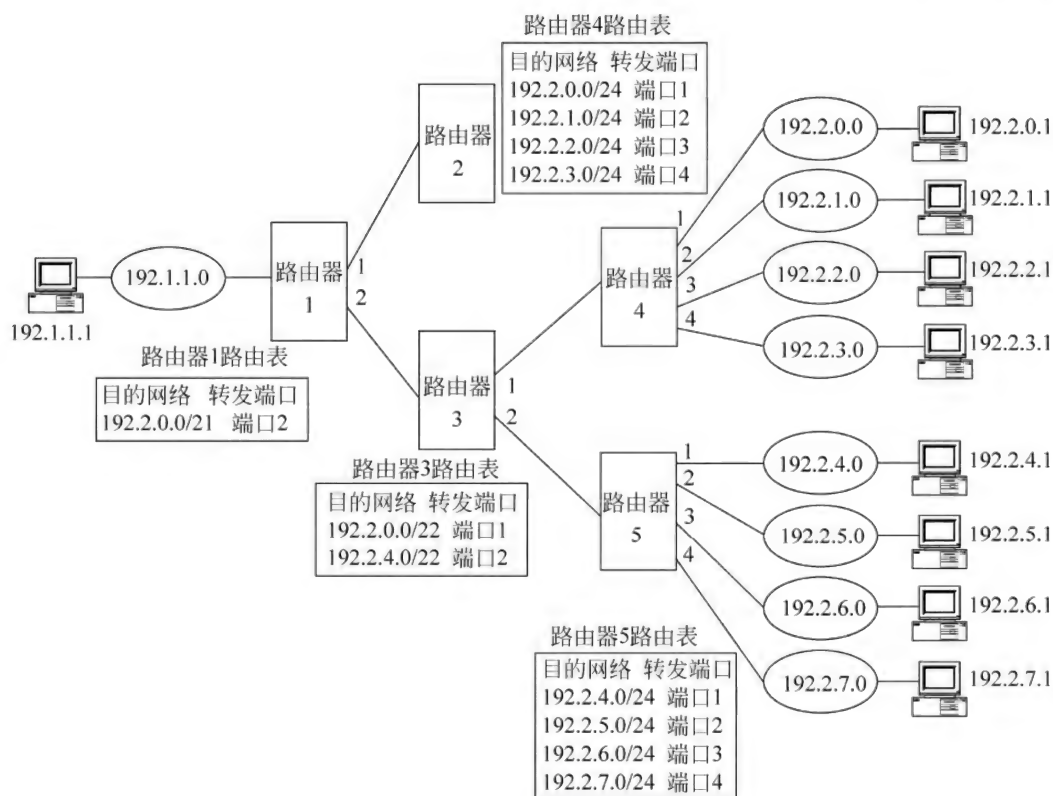 路由器4路由表
目的网络 转发端口
192.2.0.0/24 端口1
192.2.1.0/24 端口2
192.2.2.0/24 端口3
192.2.3.0/24 端口4
路由器
2
192.2.0.0
192.2.0.1
192.2.1.0
192.2.1.1
192.1.1.0
192.1.1.1
路由器
1
1
2
路由器
4
1
2
3
4
192.2.2.0
192.2.2.1
192.2.3.0
192.2.3.1
路由器1路由表
目的网络 转发端口
192.2.0.0/21 端口2
路由器
3
1
2
路由器3路由表
目的网络 转发端口
192.2.0.0/22 端口1
192.2.4.0/22 端口2
路由器
5
1
2
3
4
192.2.4.0
192.2.4.1
192.2.5.0
192.2.5.1
192.2.6.0
192.2.6.1
192.2.7.0
192.2.7.1
路由器5路由表
目的网络 转发端口
192.2.4.0/24 端口1
192.2.5.0/24 端口2
192.2.6.0/24 端口3
192.2.7.0/24 端口4